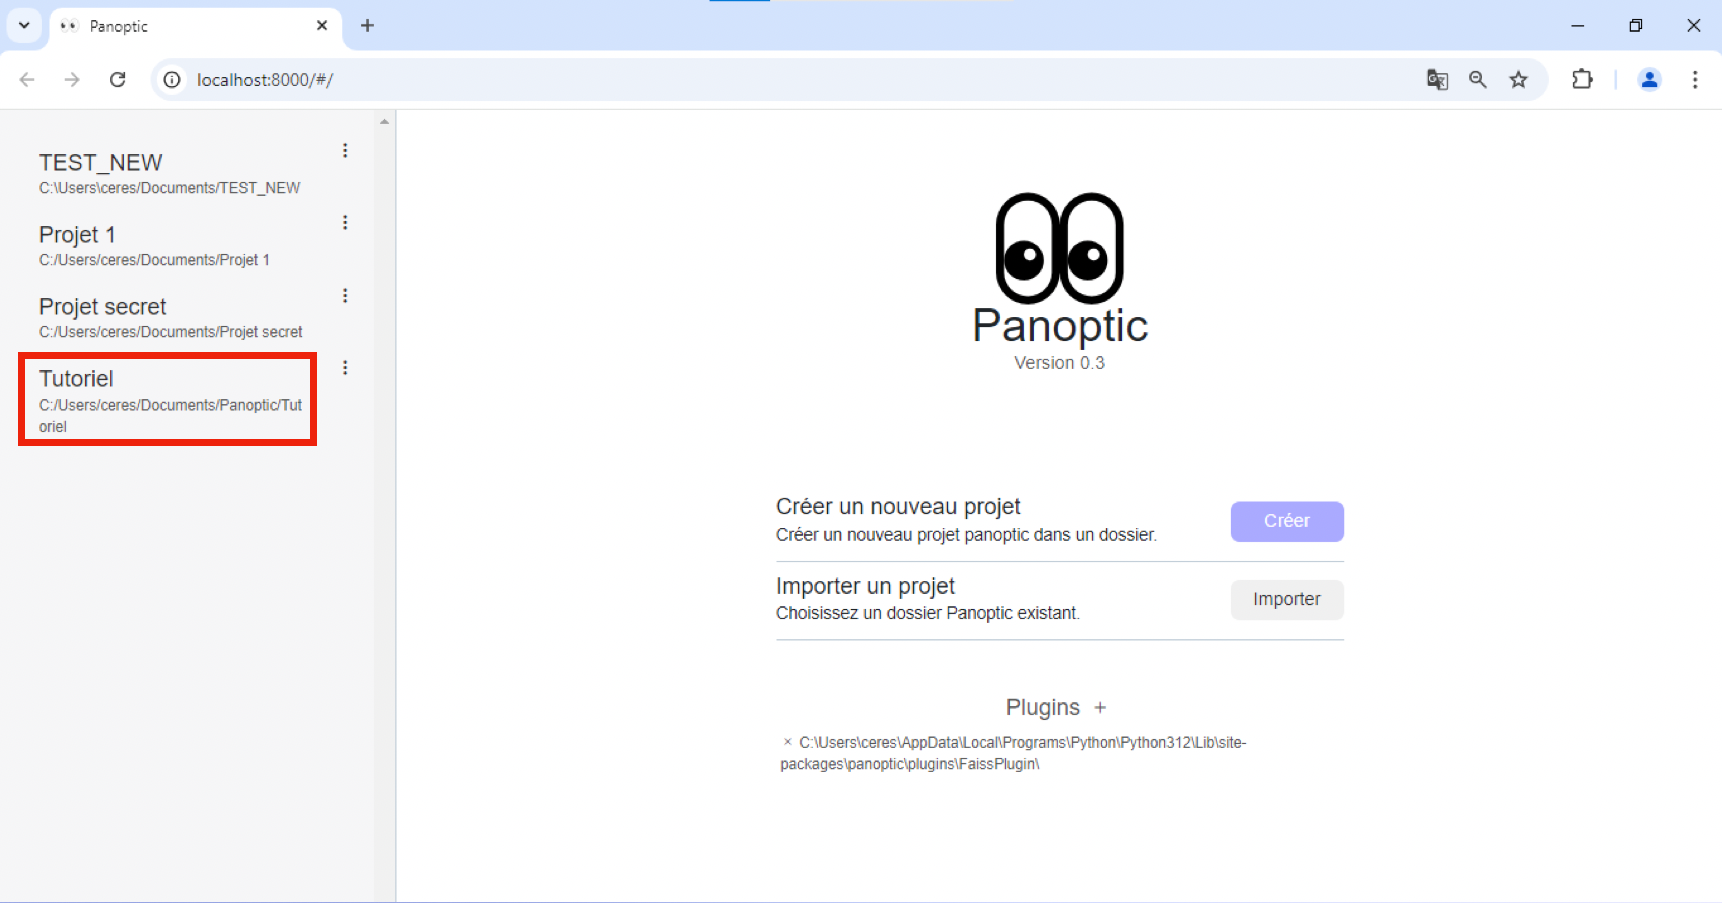 Panoptic
localhost:8000/#/
TEST_NEW
C:\Users\ceres/Documents/TEST_NEW
Projet 1
C:/Users/ceres/Documents/Projet 1
Projet secret
C:/Users/ceres/Documents/Projet secret
Tutoriel
C:/Users/ceres/Documents/Panoptic/Tut
oriel
Panoptic
Version 0.3
Créer un nouveau projet
Créer un nouveau projet panoptic dans un dossier.
Créer
Importer un projet
Choisissez un dossier Panoptic existant.
Importer
Plugins +
× C:\Users\ceres\AppData\Local\Programs\Python\Python312\Lib\site-
packages\panoptic\plugins\FaissPlugin\